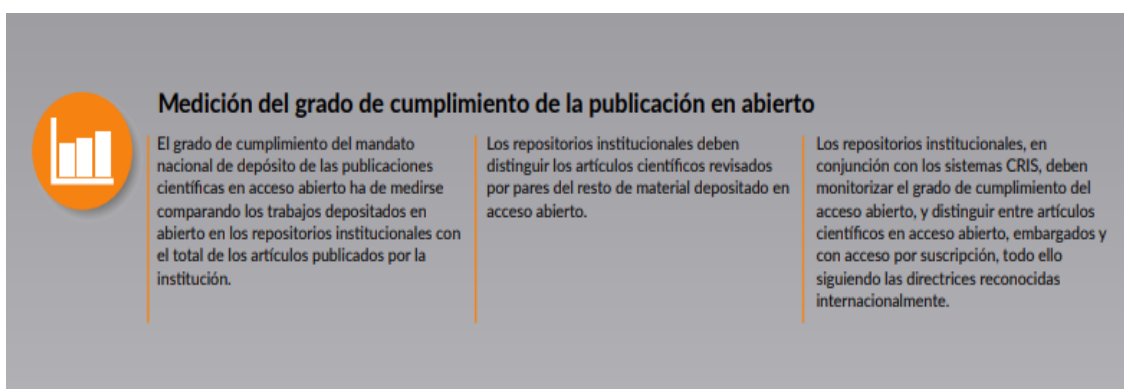 Medición del grado de cumplimiento de la publicación en abierto
El grado de cumplimiento del mandato
nacional de depósito de las publicaciones
científicas en acceso abierto ha de medirse
comparando los trabajos depositados en
abierto en los repositorios institucionales con
el total de los artículos publicados por la
institución.
Los repositorios institucionales deben
distinguir los artículos científicos revisados
por pares del resto de material depositado en
acceso abierto.
Los repositorios institucionales, en
conjunción con los sistemas CRIS, deben
monitorizar el grado de cumplimiento del
acceso abierto, y distinguir entre artículos
científicos en acceso abierto, embargados y
con acceso por suscripción, todo ello
siguiendo las directrices reconocidas
internacionalmente.